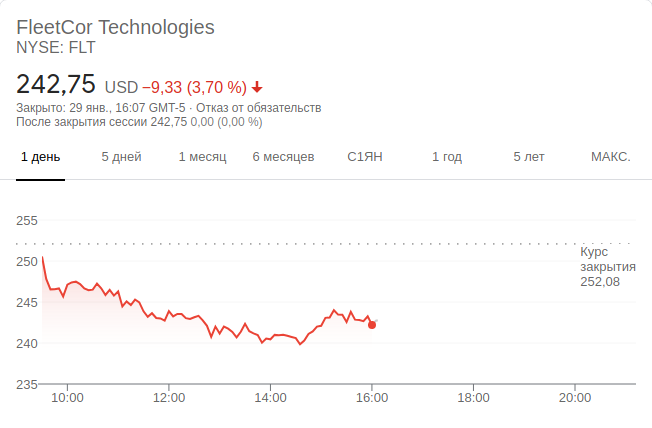 FleetCor Technologies
NYSE: FLT
242,75 USD −9,33 (3,70 %)
Закрыто: 29 янв., 16:07 GMT-5 · Отказ от обязательств
После закрытия сессии 242,75 0,00 (0,00 %)
1 день 5 дней 1 месяц 6 месяцев С1ЯН 1 год 5 лет МАКС.
255
250
245
240
235
Курс
закрытия
252,08
10:00 12:00 14:00 16:00 18:00 20:00